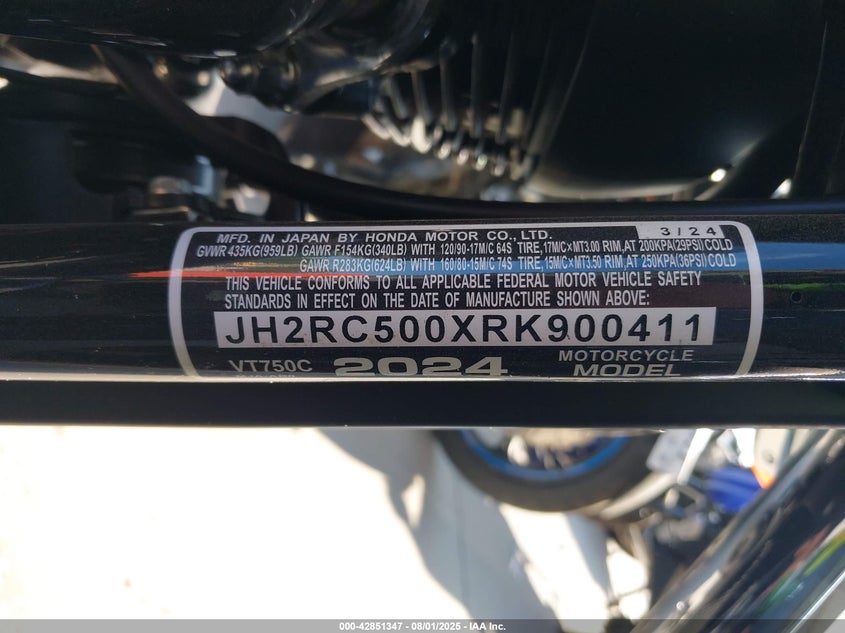 MFD. IN JAPAN BY HONDA MOTOR CO., LTD. 3/24
GVWR 435KG(959LB) GAWR F154KG(340LB) WITH 120/90-17M/C 64S TIRE,17M/C×MT3.00 RIM,AT 200KPA(29PSI)COLD
GAWR R283KG(624LB) WITH 160/80-15M/C 74S TIRE, 15M/C×MT3.50 RIM, AT 250KPA(36PSI)COLD
THIS VEHICLE CONFORMS TO ALL APPLICABLE FEDERAL MOTOR VEHICLE SAFETY
STANDARDS IN EFFECT ON THE DATE OF MANUFACTURE SHOWN ABOVE:
JH2RC500XRK900411
VT750C 2024 MOTORCYCLE
MODEL
000-42851347 - 08/01/2025 - IAA Corp.